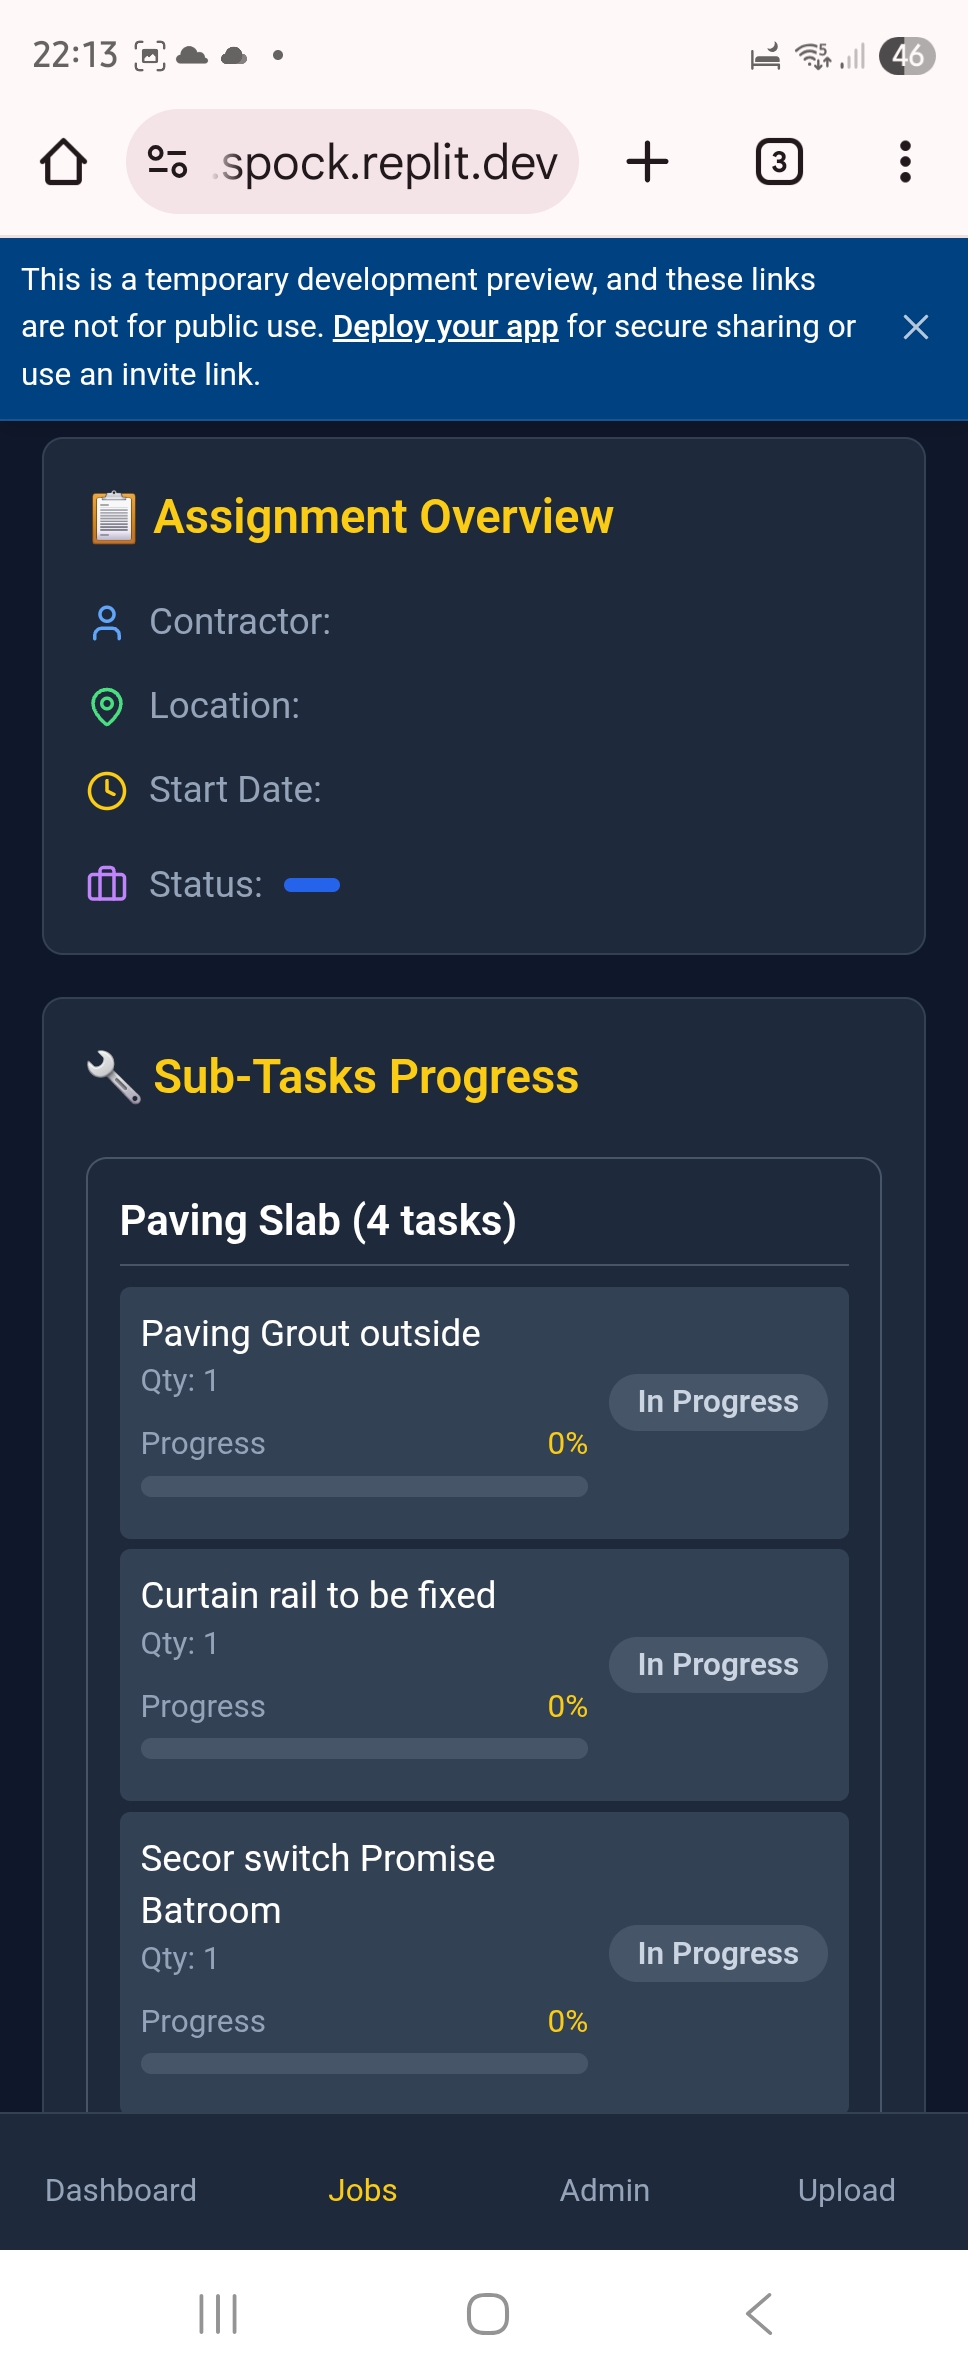 22:13
46
.spock.replit.dev
3
This is a temporary development preview, and these links
are not for public use. Deploy your app for secure sharing or
use an invite link.
Assignment Overview
Contractor:
Location:
Start Date:
Status:
Sub-Tasks Progress
Paving Slab (4 tasks)
Paving Grout outside
Qty: 1
In Progress
Progress 0%
Curtain rail to be fixed
Qty: 1
In Progress
Progress 0%
Secor switch Promise
Batroom
Qty: 1
In Progress
Progress 0%
Dashboard Jobs Admin Upload